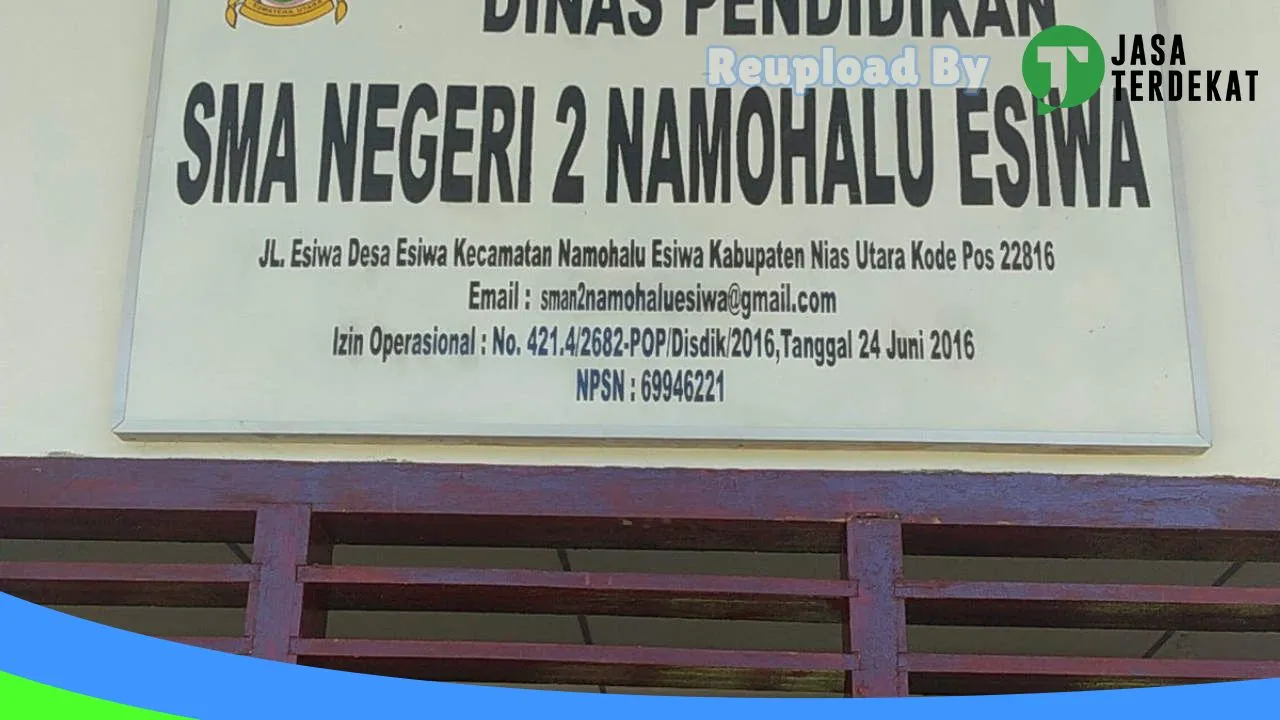 SUMATERA UTARA
DINAS PENDIDIKAN
Reupload By
JASA
TERDEKAT
SMA NEGERI 2 NAMOHALU ESIWA
JL. Esiwa Desa Esiwa Kecamatan Namohalu Esiwa Kabupaten Nias Utara Kode Pos 22816
Email : sman2namohaluesiwa@gmail.com
Izin Operasional : No. 421.4/2682-POP/Disdik/2016,Tanggal 24 Juni 2016
NPSN : 69946221